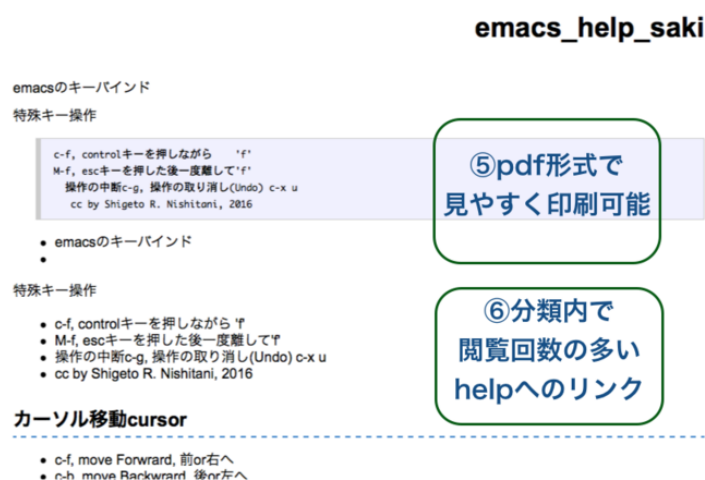 emacs_help_saki
emacsのキーバインド
特殊キー操作
c-f, controlキーを押しながら 'f'
M-f, escキーを押した後一度離して'f'
操作の中断c-g, 操作の取り消し(Undo) c-x u
cc by Shigeto R. Nishitani, 2016
⑤pdf形式で
見やすく印刷可能
emacsのキーバインド
特殊キー操作
c-f, controlキーを押しながら 'f'
M-f, escキーを押した後一度離して'f'
操作の中断c-g, 操作の取り消し(Undo) c-x u
cc by Shigeto R. Nishitani, 2016
⑥分類内で
閲覧回数の多い
helpへのリンク
カーソル移動cursor
c-f, move Forwrard, 前or右へ
c-b, move Backwrard, 後or左へ